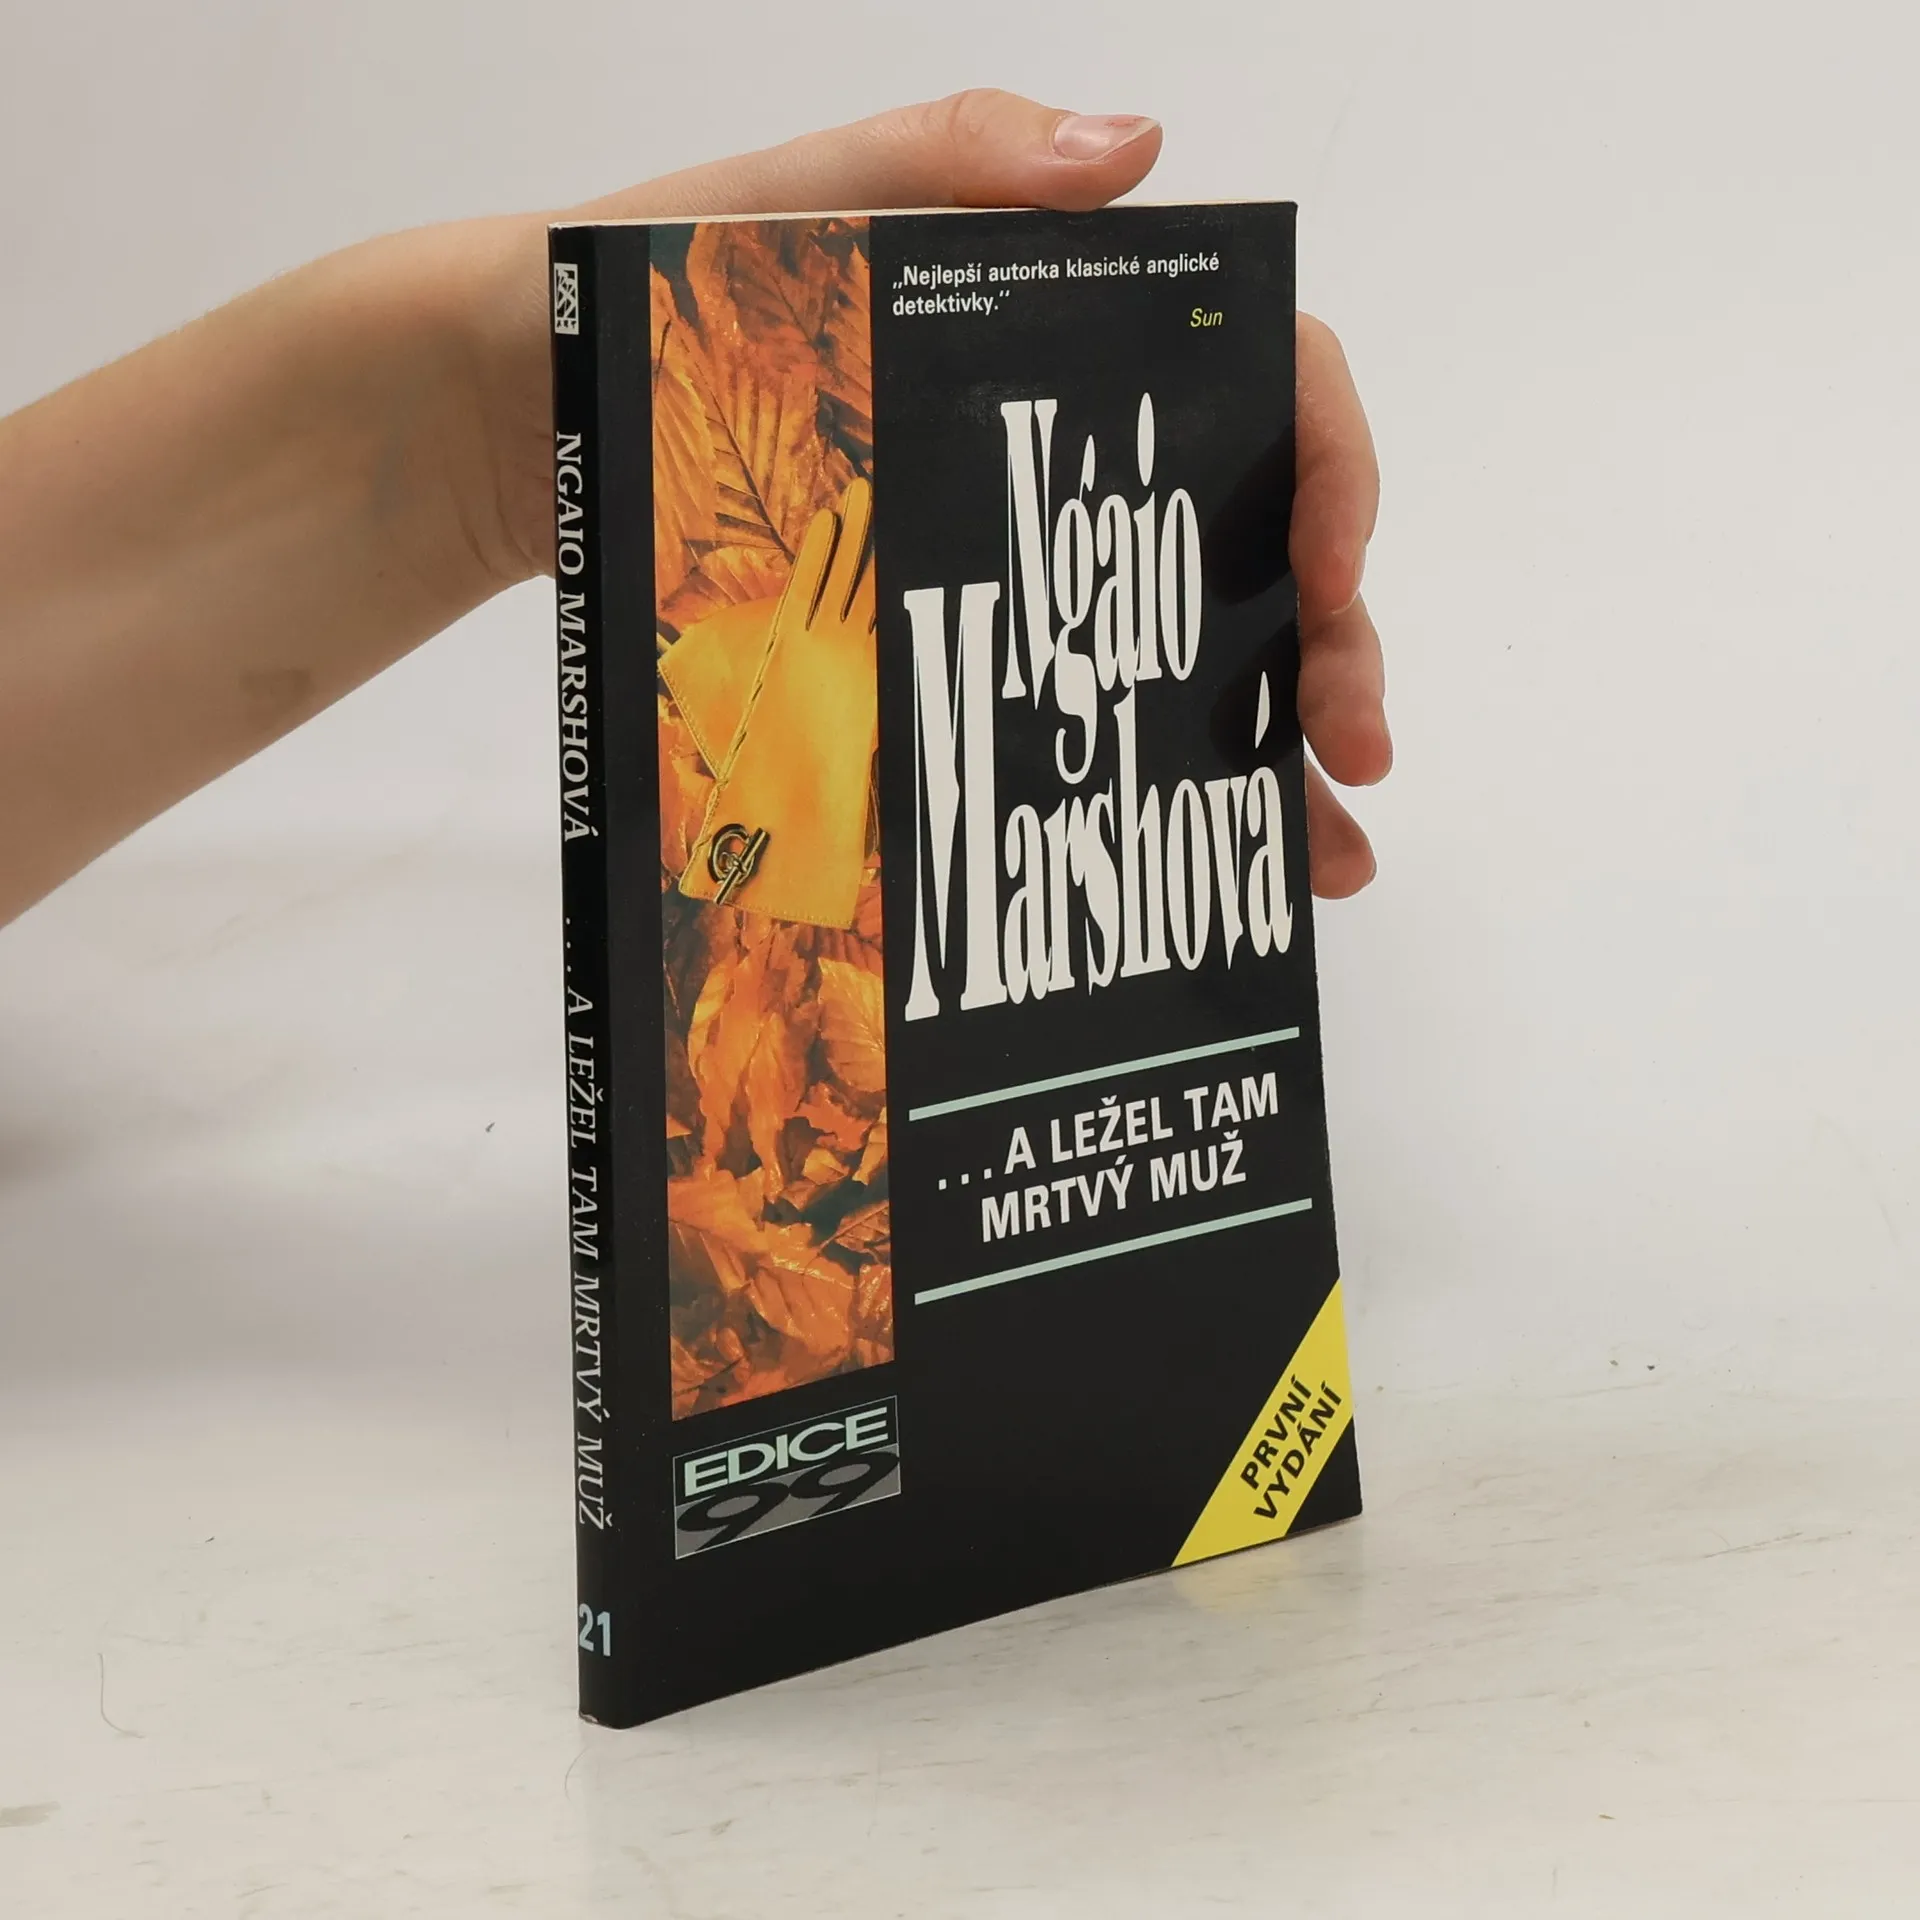 „Nejlepší autorka klasické anglické
detektivky.“
Sun
Ngaio
Marshová
...A LEŽEL TAM
MRTVÝ MUŽ
PRVNÍ
VYDÁNÍ
EDICE
99
NGAIO MARSHOVÁ ...A LEŽEL TAM MRTVÝ MUŽ
21